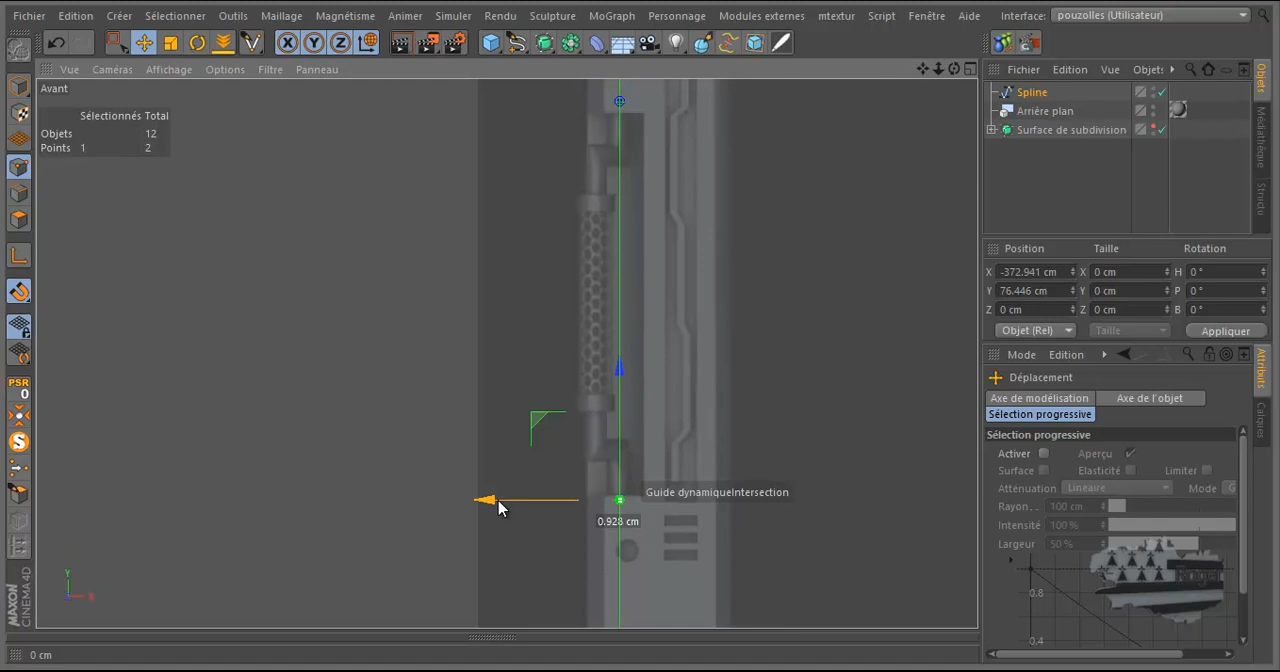 Fichier Edition Créer Sélectionner Outils Maillage Magnétisme Animer Simuler Rendu Sculpture MoGraph Personnage Modules externes mtextur Script Fenêtre Aide Interface: pouzolles (Utilisateur)
X Y Z
Vue Caméras Affichage Options Filtre Panneau
Fichier Edition Vue Objets
Avant
Sélectionnés Total
Objets 12
Points 1 2
Spline
Arrière plan
Surface de subdivision
Objets
Médiathèque
Structu
Position Taille Rotation
X -372.941 cm X 0 cm H 0 °
Y 76.446 cm Y 0 cm P 0 °
Z 0 cm Z 0 cm B 0 °
Objet (Rel) Taille Appliquer
Mode Edition
Attributs
Calques
Déplacement
Axe de modélisation Axe de l'objet
Sélection progressive
Sélection progressive
Activer Aperçu
Surface Elasticité Limiter
Atténuation Linéaire Mode G
Rayon. . 100 cm
Intensité 100 %
Largeur 50 %
Roger
0.8
0.4
Guide dynamiqueIntersection
0.928 cm
PSR
0
S
Y
X
MAXON
CINEMA 4D
0 cm